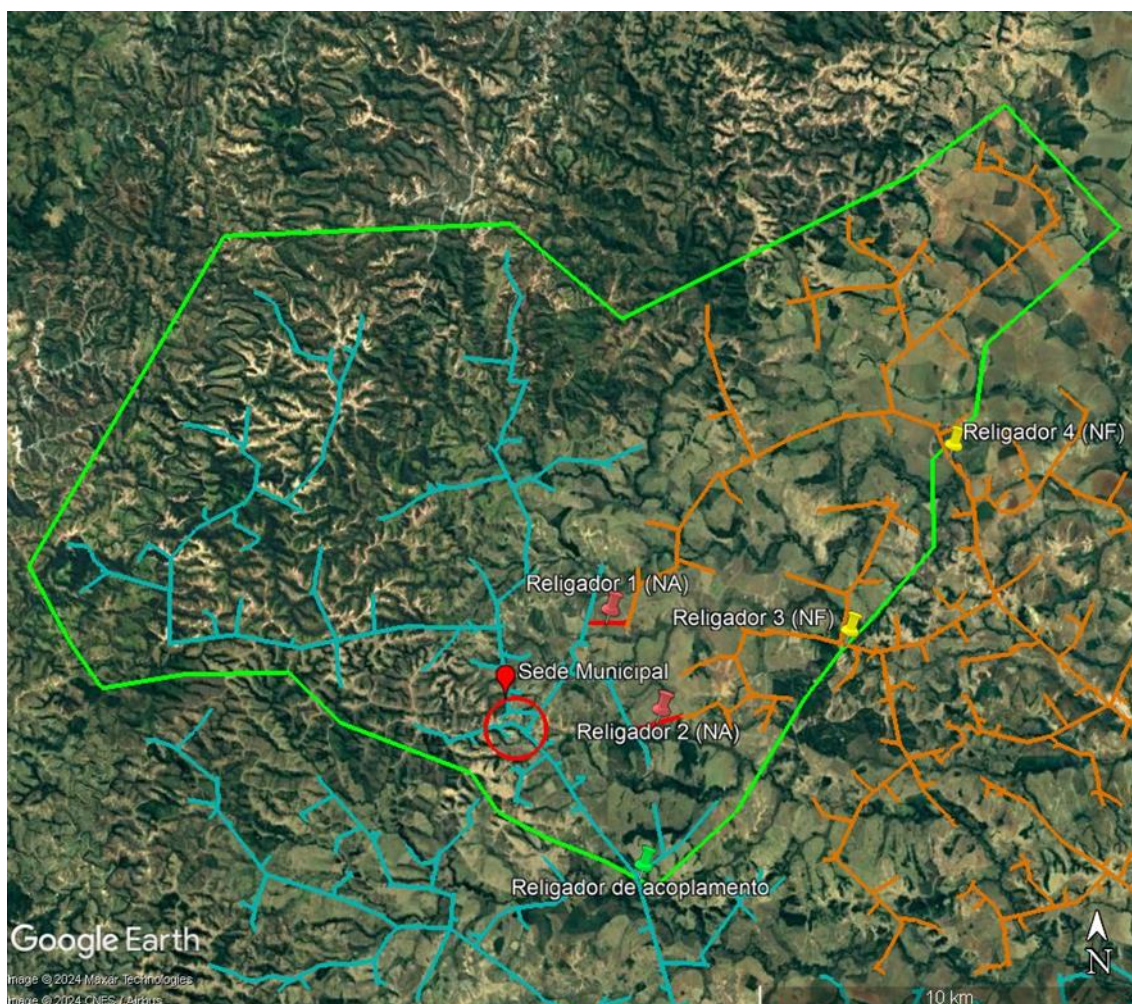 Religador 4 (NF)
Religador 1 (NA)
Religador 3 (NF)
Sede Municipal
Religador 2 (NA)
Religador de acoplamento
Google Earth
N
Image © 2024 Maxar Technologies
Image © 2024 CNES / Airbus
10 km